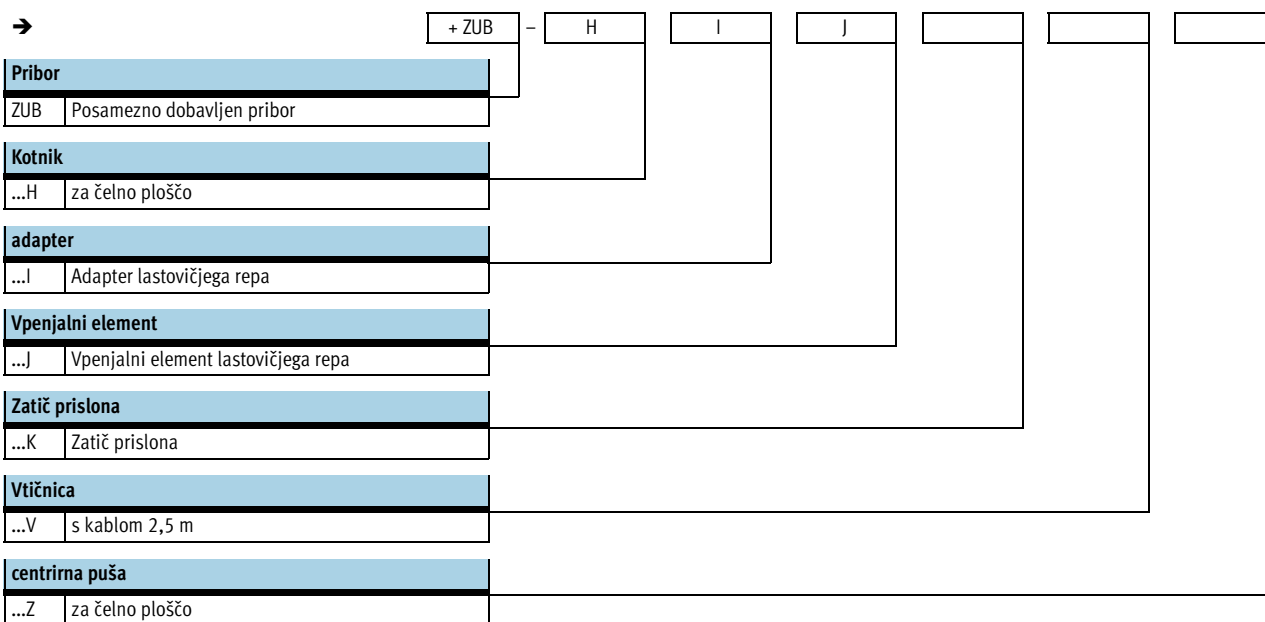 ➔ + ZUB – H I J
Pribor
ZUB Posamezno dobavljen pribor
Kotnik
...H za čelno ploščo
adapter
...I Adapter lastovičjega repa
Vpenjalni element
...J Vpenjalni element lastovičjega repa
Zatič prislona
...K Zatič prislona
Vtičnica
...V s kablom 2,5 m
centrirna puša
...Z za čelno ploščo